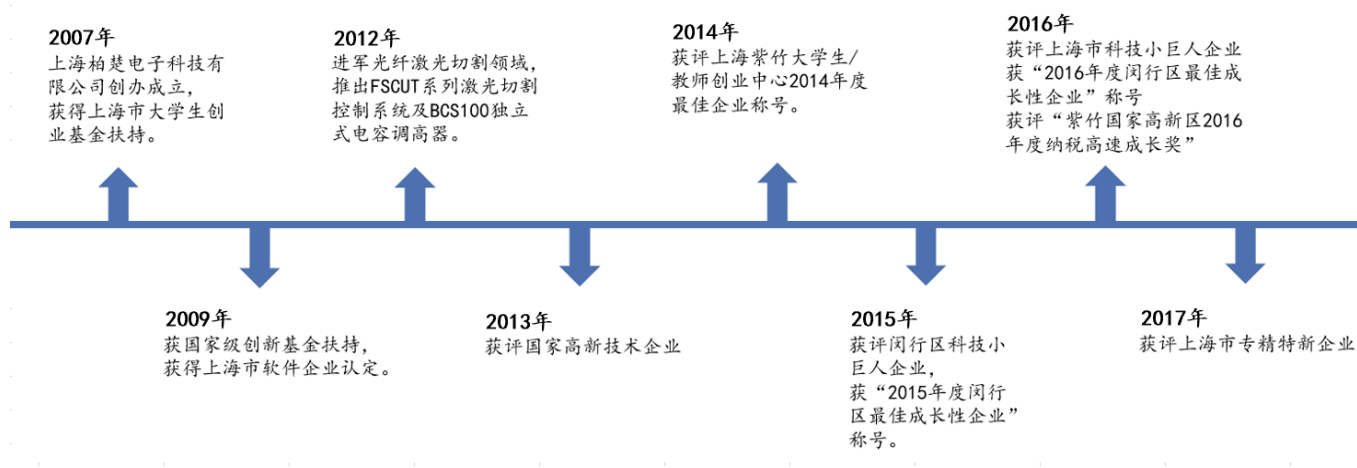 2007年
上海柏楚电子科技有
限公司创办成立，
获得上海市大学生创
业基金扶持。
2009年
获国家级创新基金扶持，
获得上海市软件企业认定。
2012年
进军光纤激光切割领域，
推出FSCUT系列激光切割
控制系统及BCS100独立
式电容调高器。
2013年
获评国家高新技术企业
2014年
获评上海紫竹大学生/
教师创业中心2014年度
最佳企业称号。
2015年
获评闵行区科技小
巨人企业，
获“2015年度闵行
区最佳成长性企业”
称号。
2016年
获评上海市科技小巨人企业
获“2016年度闵行区最佳成
长性企业”称号
获评“紫竹国家高新区2016
年度纳税高速成长奖”
2017年
获评上海市专精特新企业